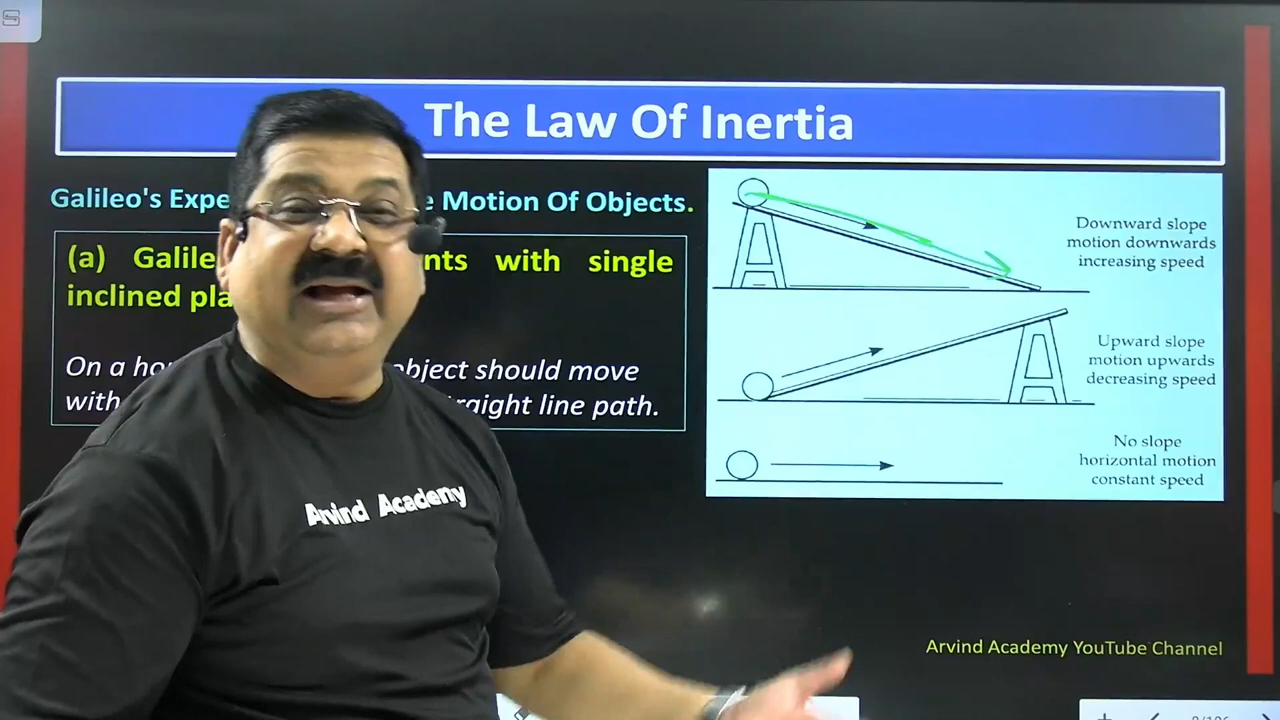 The Law Of Inertia
Galileo's Expe e Motion Of Objects.
(a) Galile nts with single
inclined pla
On a ho object should move
with raight line path.
Downward slope
motion downwards
increasing speed
Upward slope
motion upwards
decreasing speed
No slope
horizontal motion
constant speed
Arvind Academy
Arvind Academy YouTube Channel